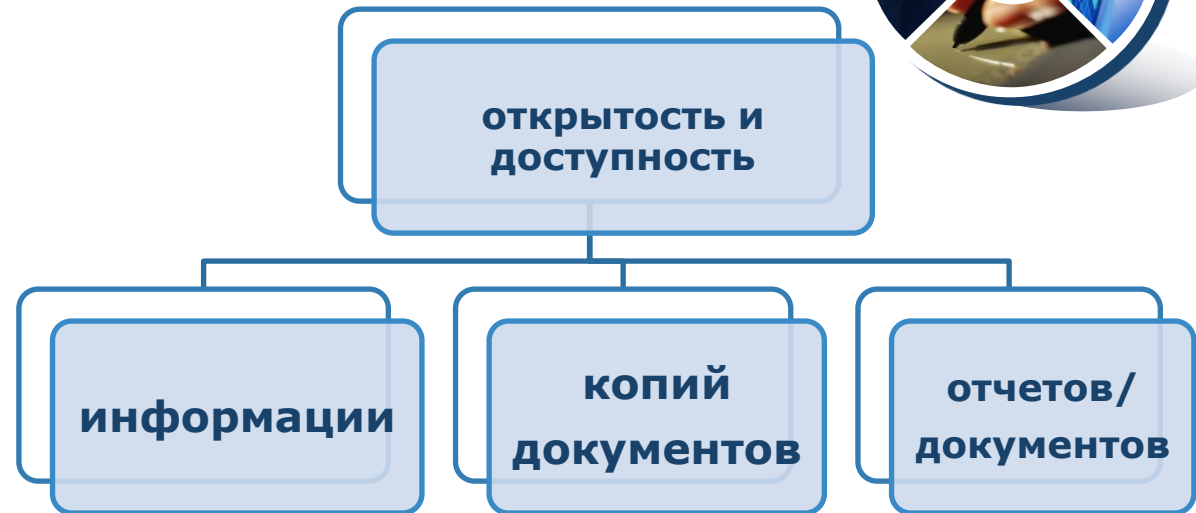 открытость и
доступность
информации
копий
документов
отчетов/
документов